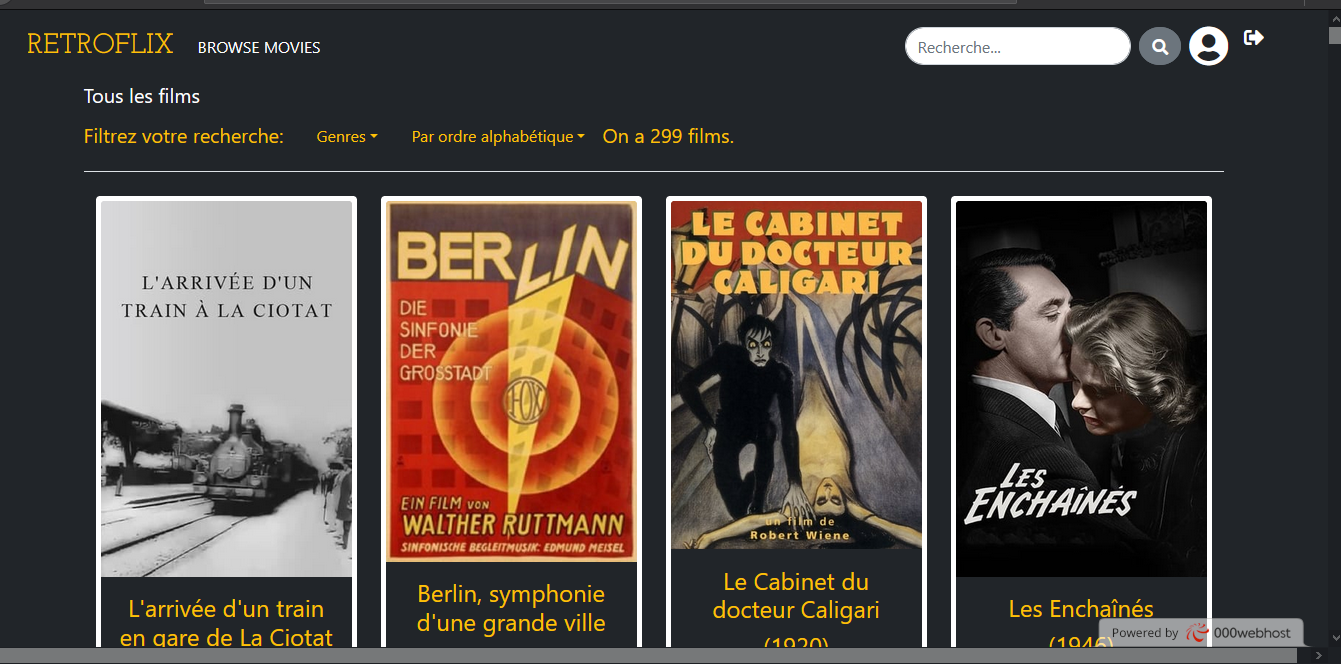 RETROFLIX
BROWSE MOVIES
Recherche...
Tous les films
Filtrez votre recherche:
Genres
Par ordre alphabétique
On a 299 films.
L'ARRIVÉE D'UN
TRAIN À LA CIOTAT
L'arrivée d'un train
en gare de La Ciotat
BERLIN
DIE
SINFONIE
DER
GROSSTADT
FOX
EIN FILM VON
WALTHER RUTTMANN
SINFONISCHE BEGLEITMUSIK: EDMUND MEISEL
Berlin, symphonie
d'une grande ville
LE CABINET
DU DOCTEUR
CALIGARI
un film de
Robert Wiene
Le Cabinet du
docteur Caligari
(1920)
LES
ENCHAÎNÉS
Les Enchaînés
(1946)
Powered by 000webhost